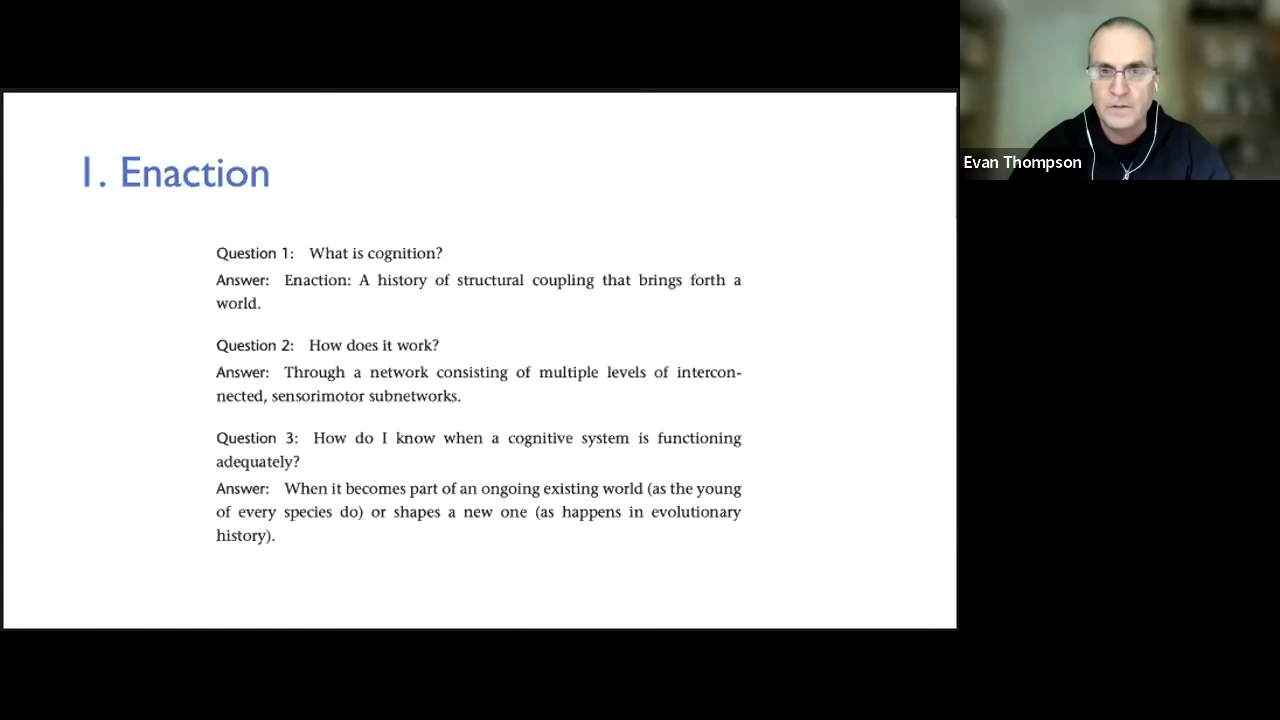 1. Enaction
Question 1: What is cognition?
Answer: Enaction: A history of structural coupling that brings forth a
world.
Question 2: How does it work?
Answer: Through a network consisting of multiple levels of intercon-
nected, sensorimotor subnetworks.
Question 3: How do I know when a cognitive system is functioning
adequately?
Answer: When it becomes part of an ongoing existing world (as the young
of every species do) or shapes a new one (as happens in evolutionary
history).
Evan Thompson